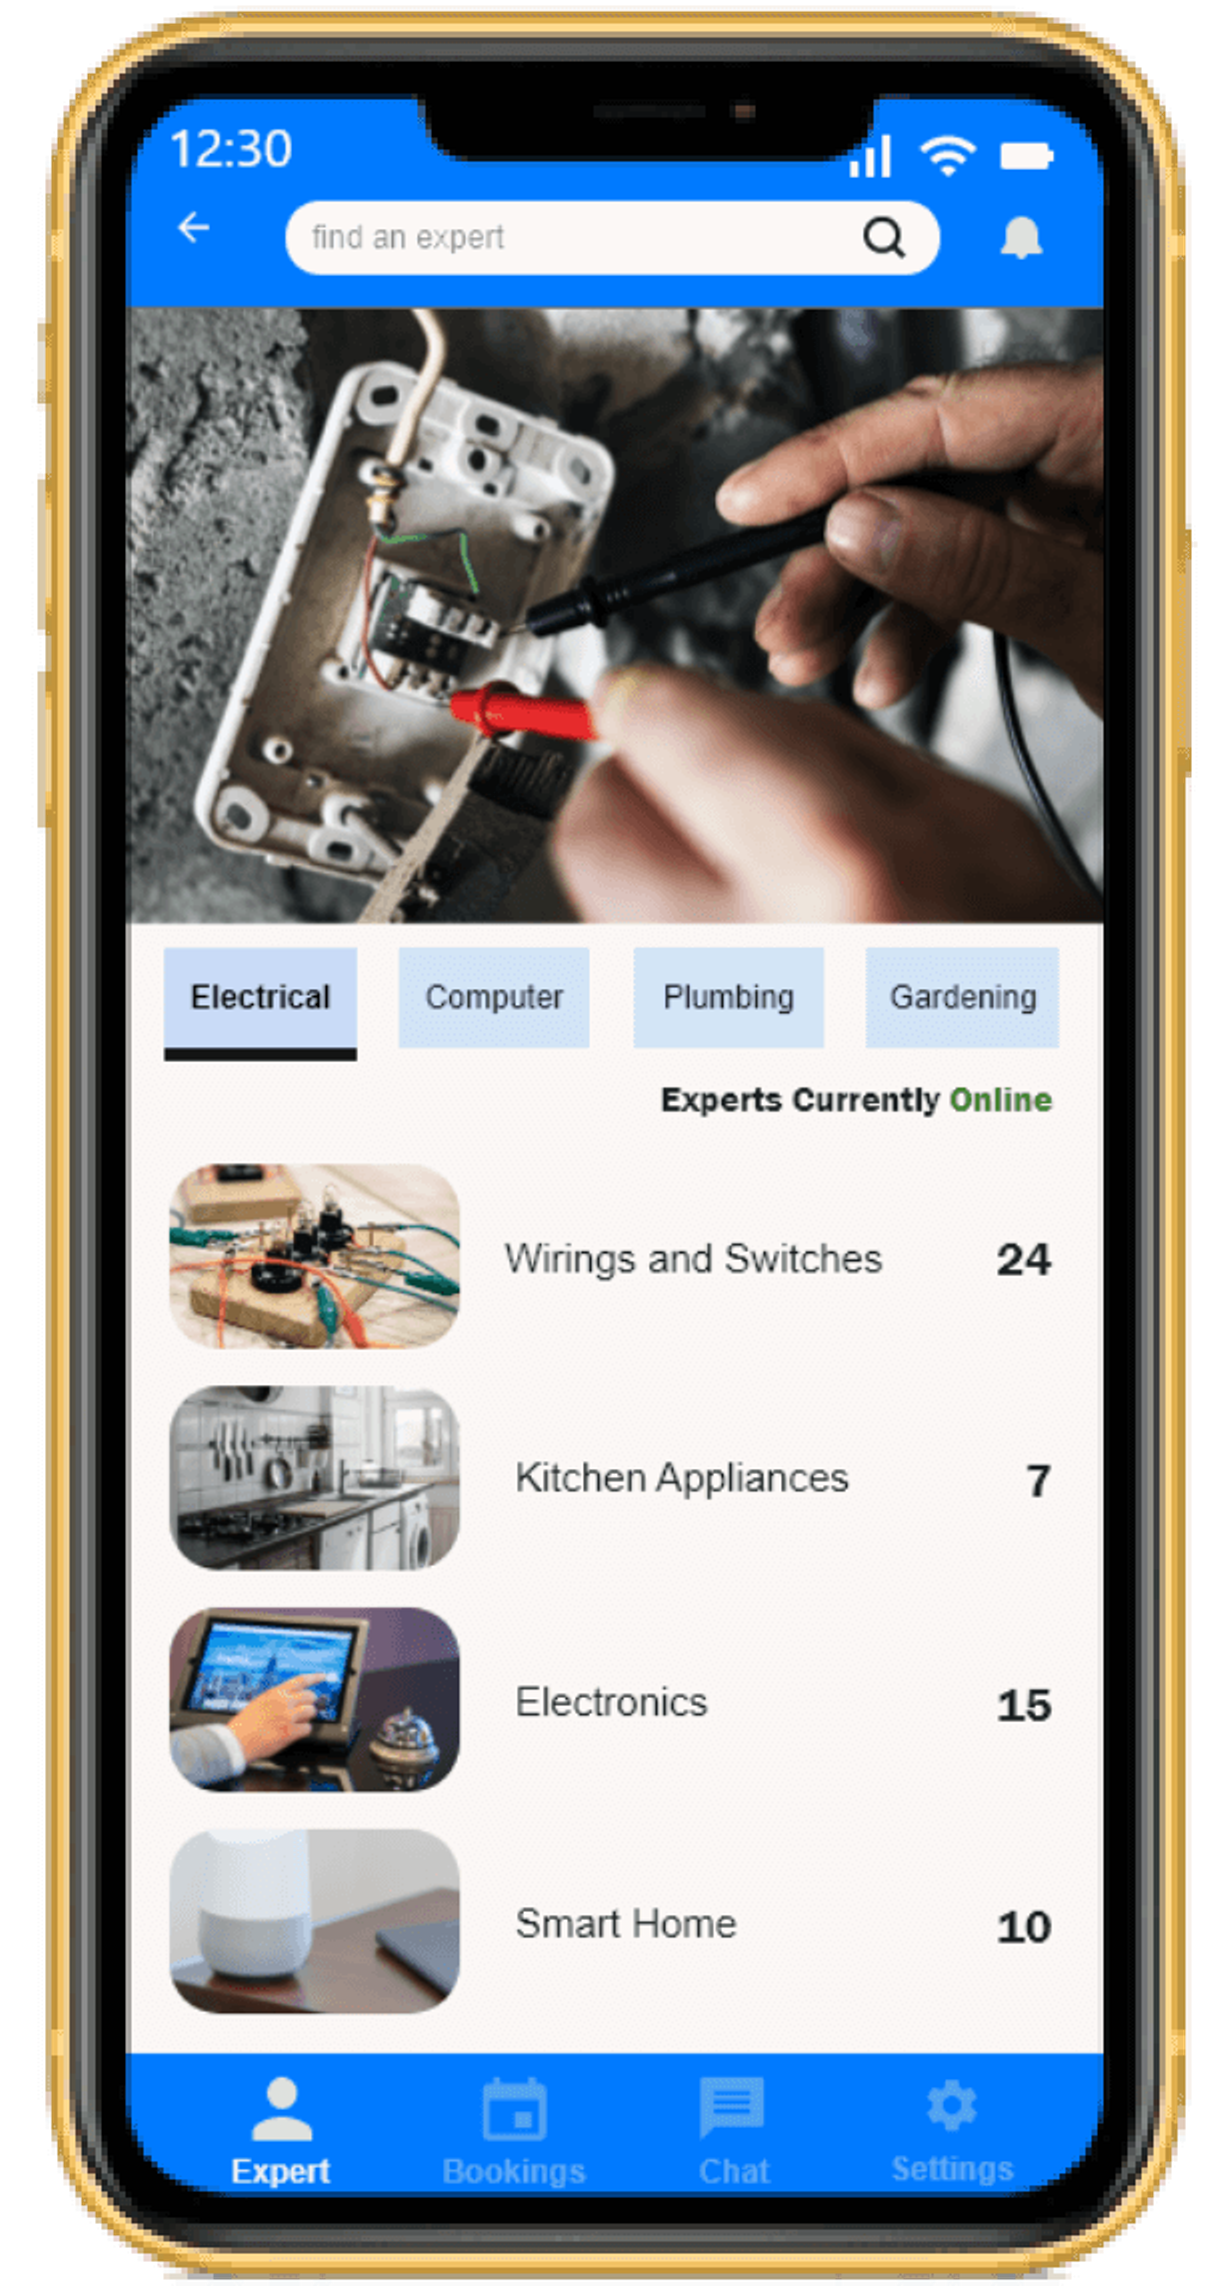 12:30
find an expert
Electrical Computer Plumbing Gardening
Experts Currently Online
Wirings and Switches 24
Kitchen Appliances 7
Electronics 15
Smart Home 10
Expert Bookings Chat Settings